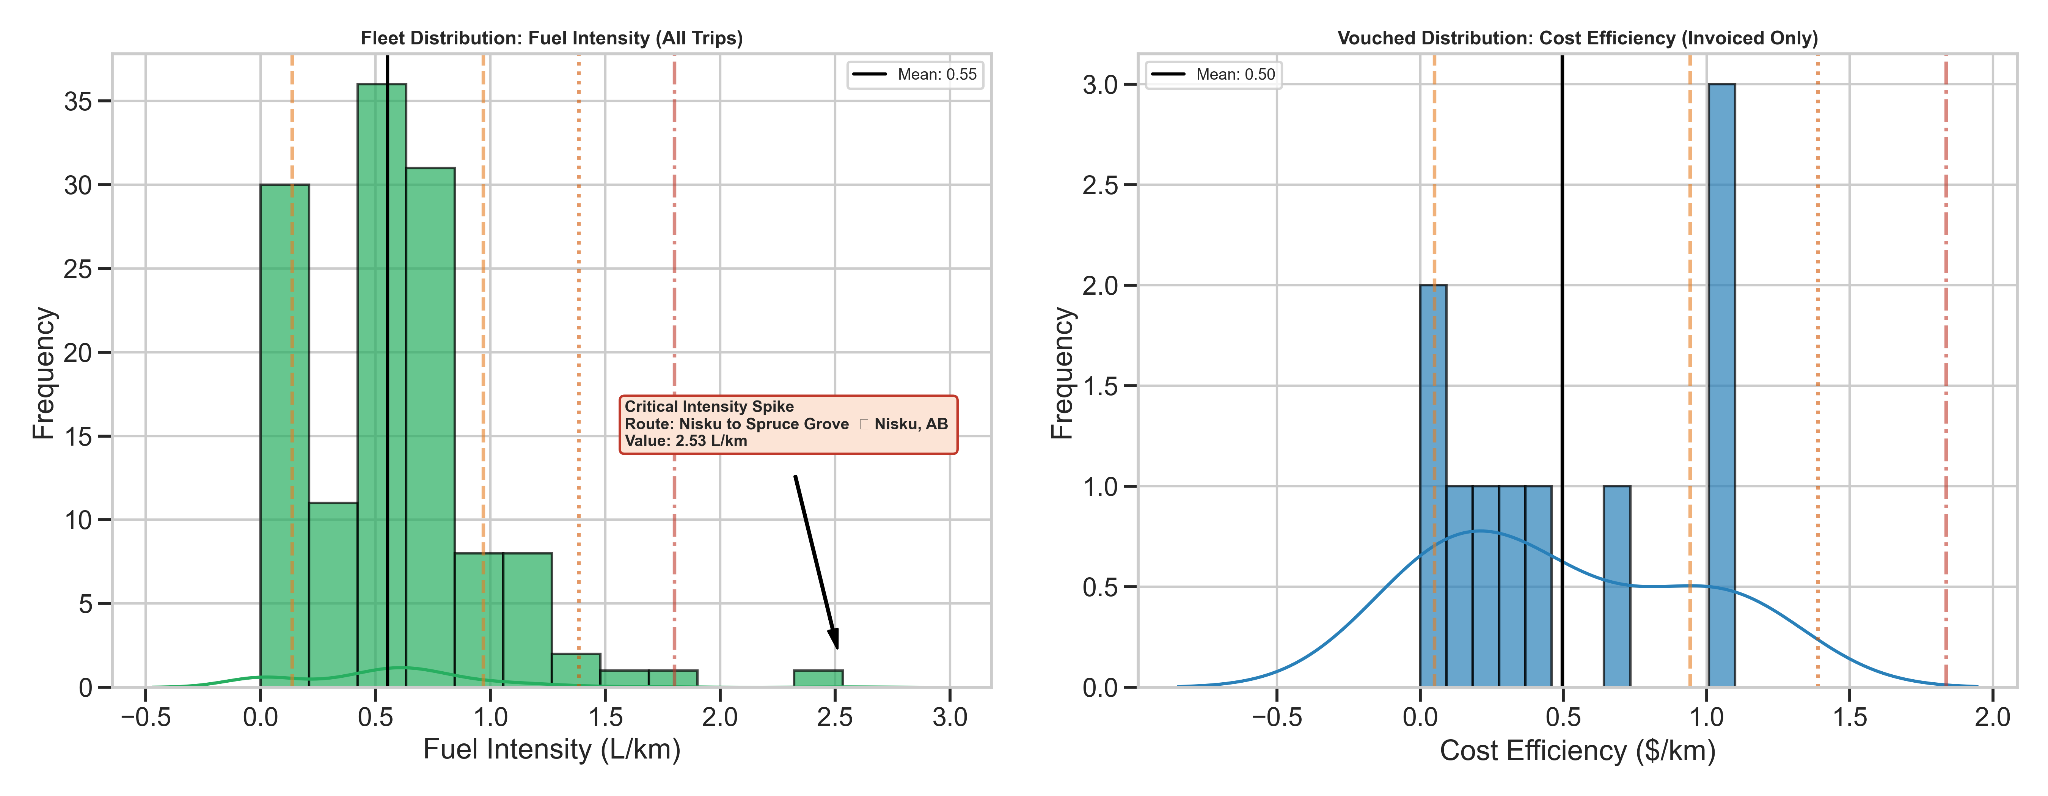 Fleet Distribution: Fuel Intensity (All Trips)
Mean: 0.55
Critical Intensity Spike
Route: Nisku to Spruce Grove □ Nisku, AB
Value: 2.53 L/km
Frequency
35
30
25
20
15
10
5
0
−0.5 0.0 0.5 1.0 1.5 2.0 2.5 3.0
Fuel Intensity (L/km)
Vouched Distribution: Cost Efficiency (Invoiced Only)
Mean: 0.50
Frequency
3.0
2.5
2.0
1.5
1.0
0.5
0.0
−0.5 0.0 0.5 1.0 1.5 2.0
Cost Efficiency ($/km)